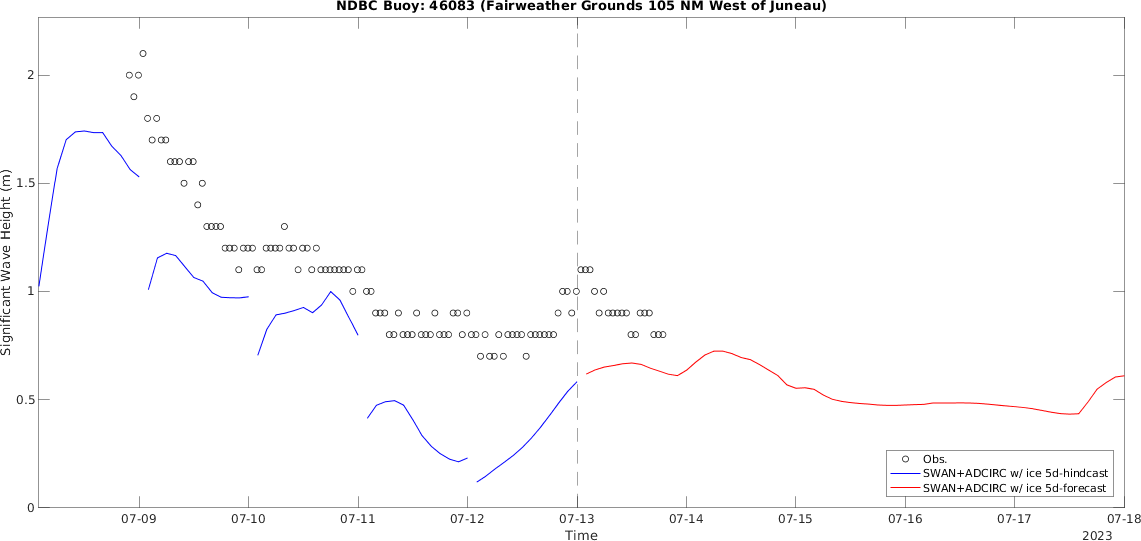 NDBC Buoy: 46083 (Fairweather Grounds 105 NM West of Juneau)
Significant Wave Height (m)
2
1.5
1
0.5
0
Obs.
SWAN+ADCIRC w/ ice 5d-hindcast
SWAN+ADCIRC w/ ice 5d-forecast
07-09 07-10 07-11 07-12 07-13 07-14 07-15 07-16 07-17 07-18
Time
2023